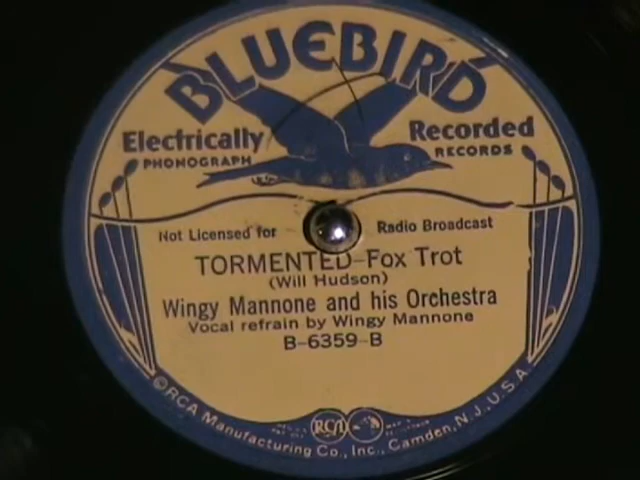 BLUEBIRD
Electrically Recorded
PHONOGRAPH RECORDS
Not Licensed for Radio Broadcast
TORMENTED-Fox Trot
(Will Hudson)
Wingy Mannone and his Orchestra
Vocal refrain by Wingy Mannone
B-6359-B
RCA
©RCA Manufacturing Co., Inc., Camden, N.J., U.S.A.